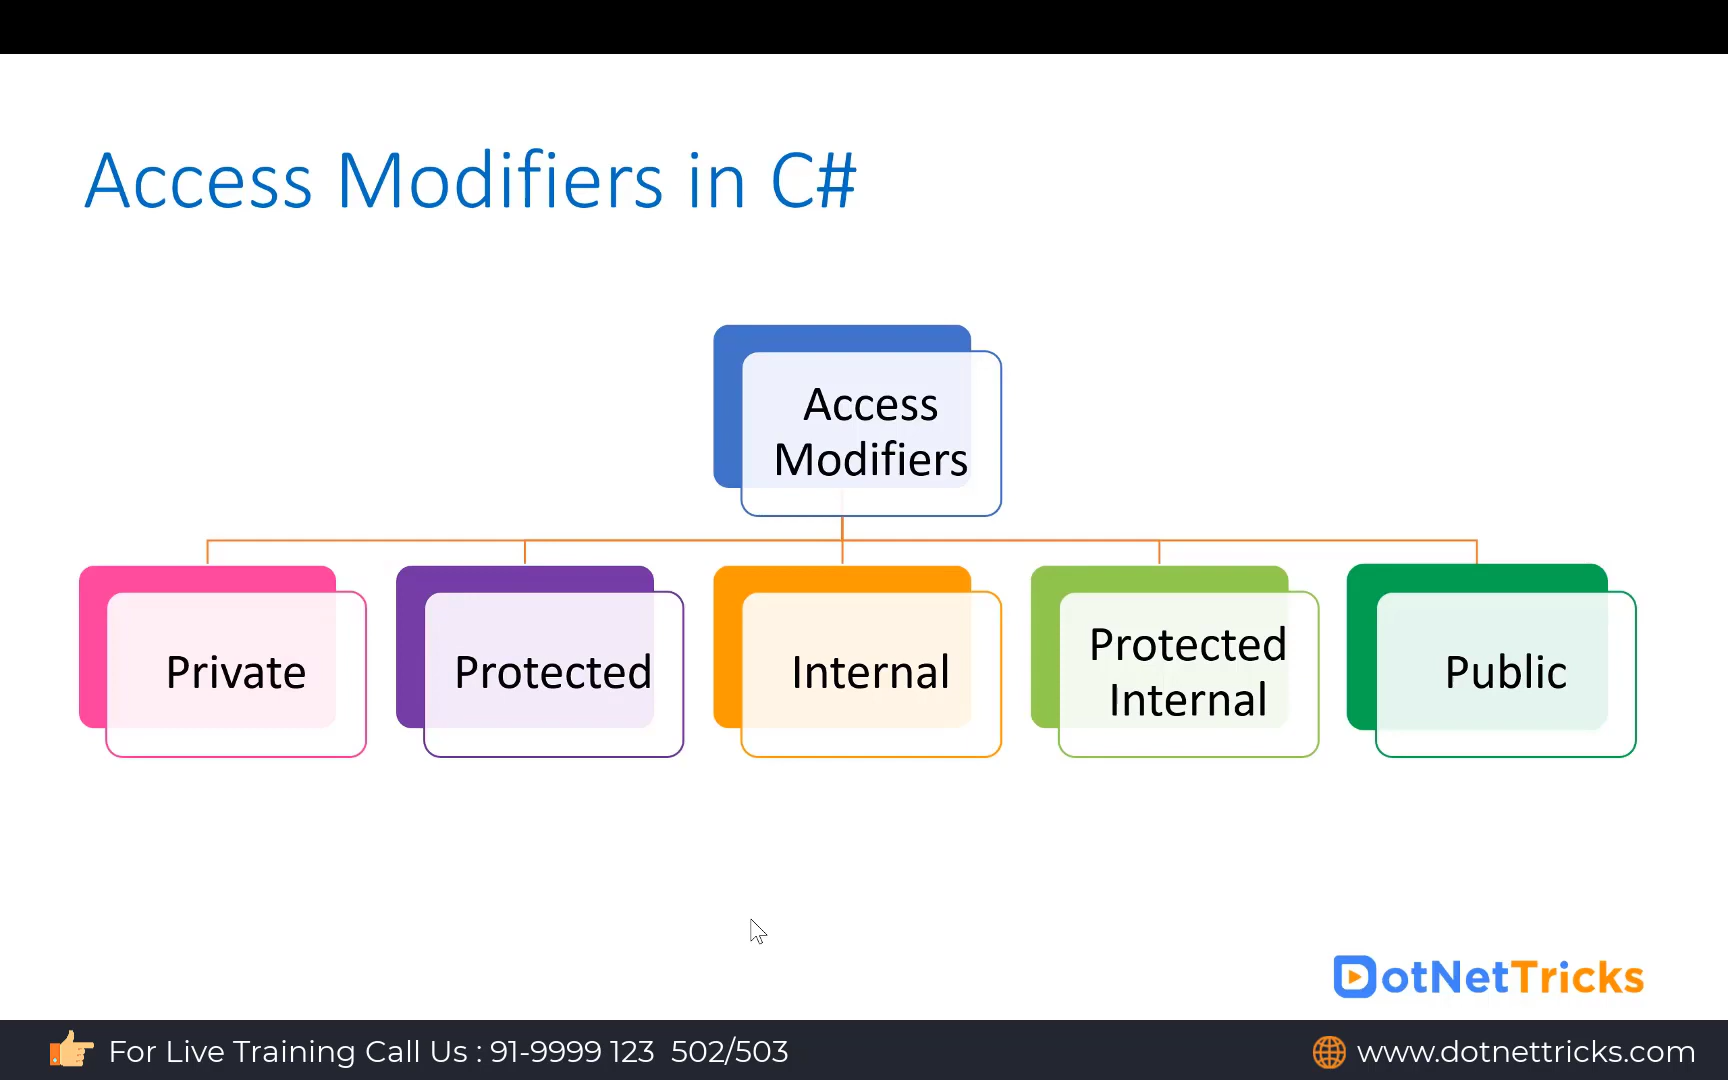 Access Modifiers in C#
Access
Modifiers
Private
Protected
Internal
Protected
Internal
Public
DotNetTricks
For Live Training Call Us : 91-9999 123 502/503
www.dotnettricks.com